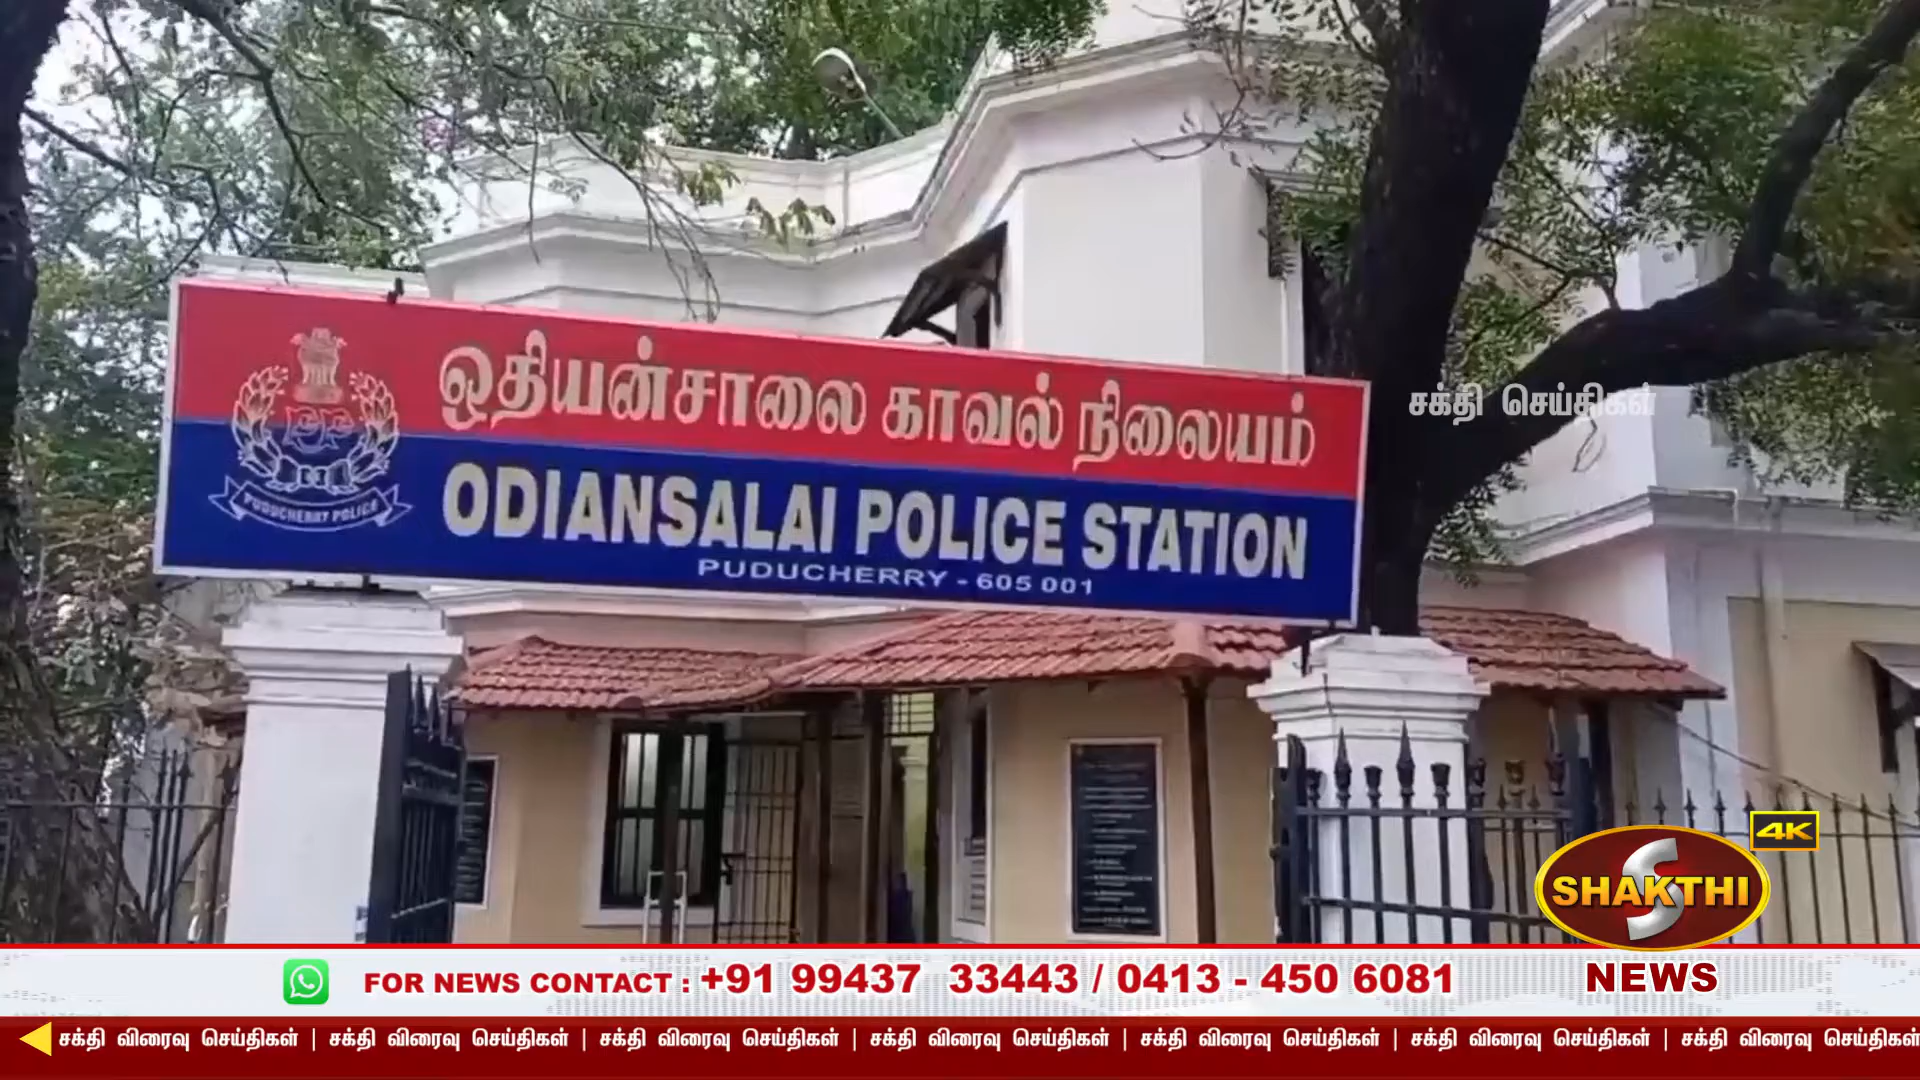 ஒதியன்சாலை காவல் நிலையம்
ODIANSALAI POLICE STATION
PUDUCHERRY - 605 001
PUDUCHERRY POLICE
சக்தி செய்திகள்
4K
SHAKTHI
NEWS
FOR NEWS CONTACT : +91 99437 33443 / 0413 - 450 6081
சக்தி விரைவு செய்திகள் | சக்தி விரைவு செய்திகள் | சக்தி விரைவு செய்திகள் | சக்தி விரைவு செய்திகள் | சக்தி விரைவு செய்திகள் | சக்தி விரைவு செய்திகள் | சக்தி விரைவு செய்திகள்